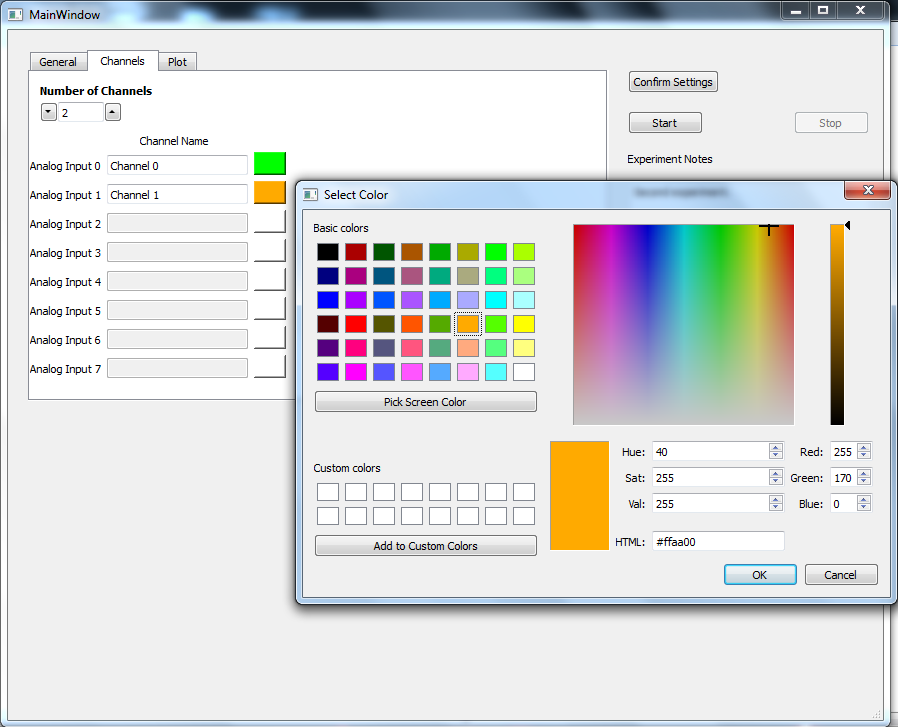 MainWindow
General Channels Plot
Number of Channels
2
Channel Name
Analog Input 0 Channel 0
Analog Input 1 Channel 1
Analog Input 2
Analog Input 3
Analog Input 4
Analog Input 5
Analog Input 6
Analog Input 7
Confirm Settings
Start Stop
Experiment Notes
Second experiment
Select Color
Basic colors
Pick Screen Color
Custom colors
Add to Custom Colors
Hue: 40 Red: 255
Sat: 255 Green: 170
Val: 255 Blue: 0
HTML: #ffaa00
OK Cancel